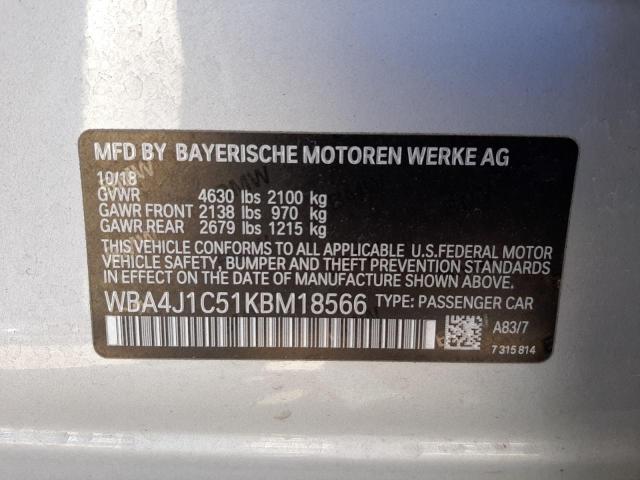 MFD BY BAYERISCHE MOTOREN WERKE AG
10/18
GVWR 4630 lbs 2100 kg
GAWR FRONT 2138 lbs 970 kg
GAWR REAR 2679 lbs 1215 kg
THIS VEHICLE CONFORMS TO ALL APPLICABLE U.S.FEDERAL MOTOR
VEHICLE SAFETY, BUMPER AND THEFT PREVENTION STANDARDS IN
EFFECT ON THE DATE OF MANUFACTURE SHOWN ABOVE.
WBA4J1C51KBM18566 TYPE: PASSENGER CAR
A83/7
7 315 814